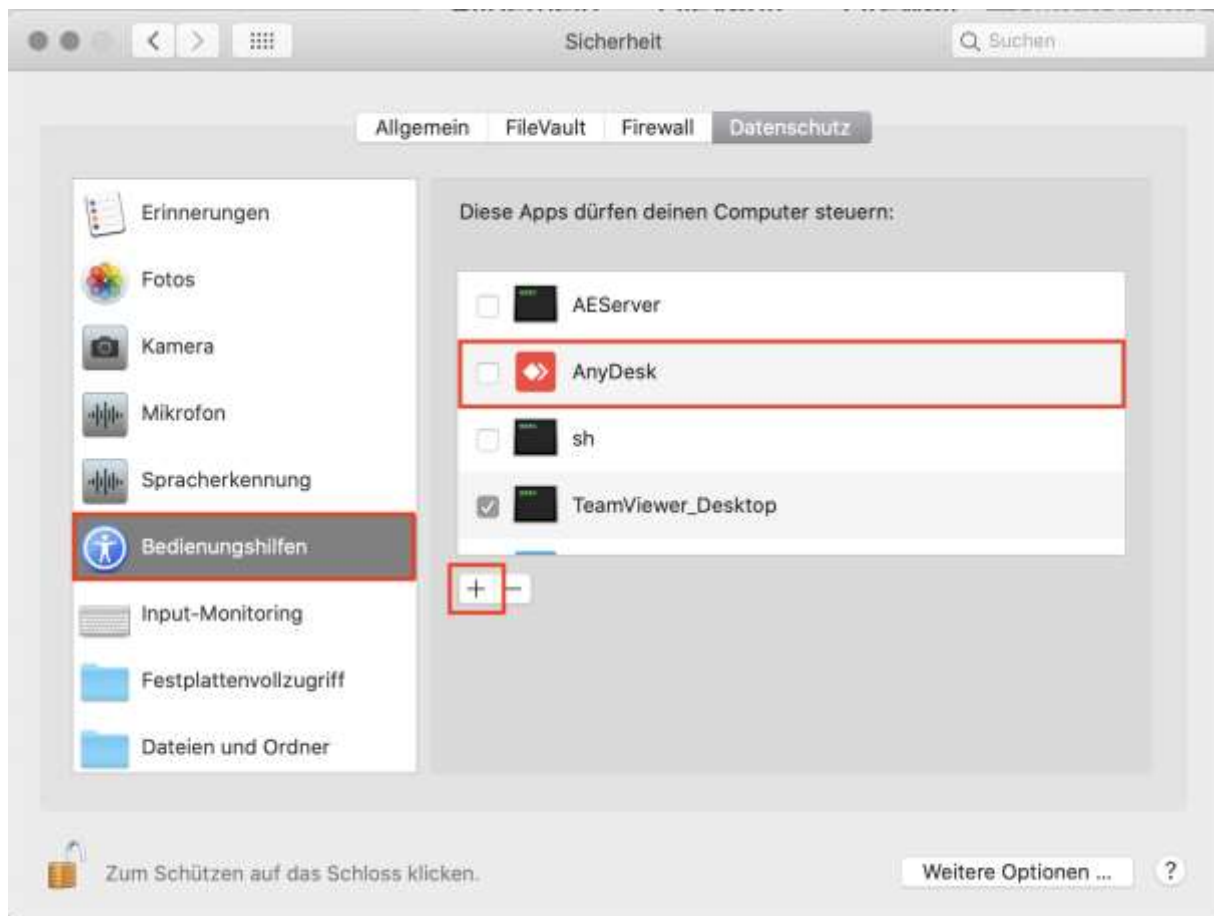 Sicherheit
Suchen
Allgemein FileVault Firewall Datenschutz
Erinnerungen
Fotos
Kamera
Mikrofon
Spracherkennung
Bedienungshilfen
Input-Monitoring
Festplattenvollzugriff
Dateien und Ordner
Diese Apps dürfen deinen Computer steuern:
AEServer
AnyDesk
sh
TeamViewer_Desktop
+ −
Zum Schützen auf das Schloss klicken.
Weitere Optionen ... ?